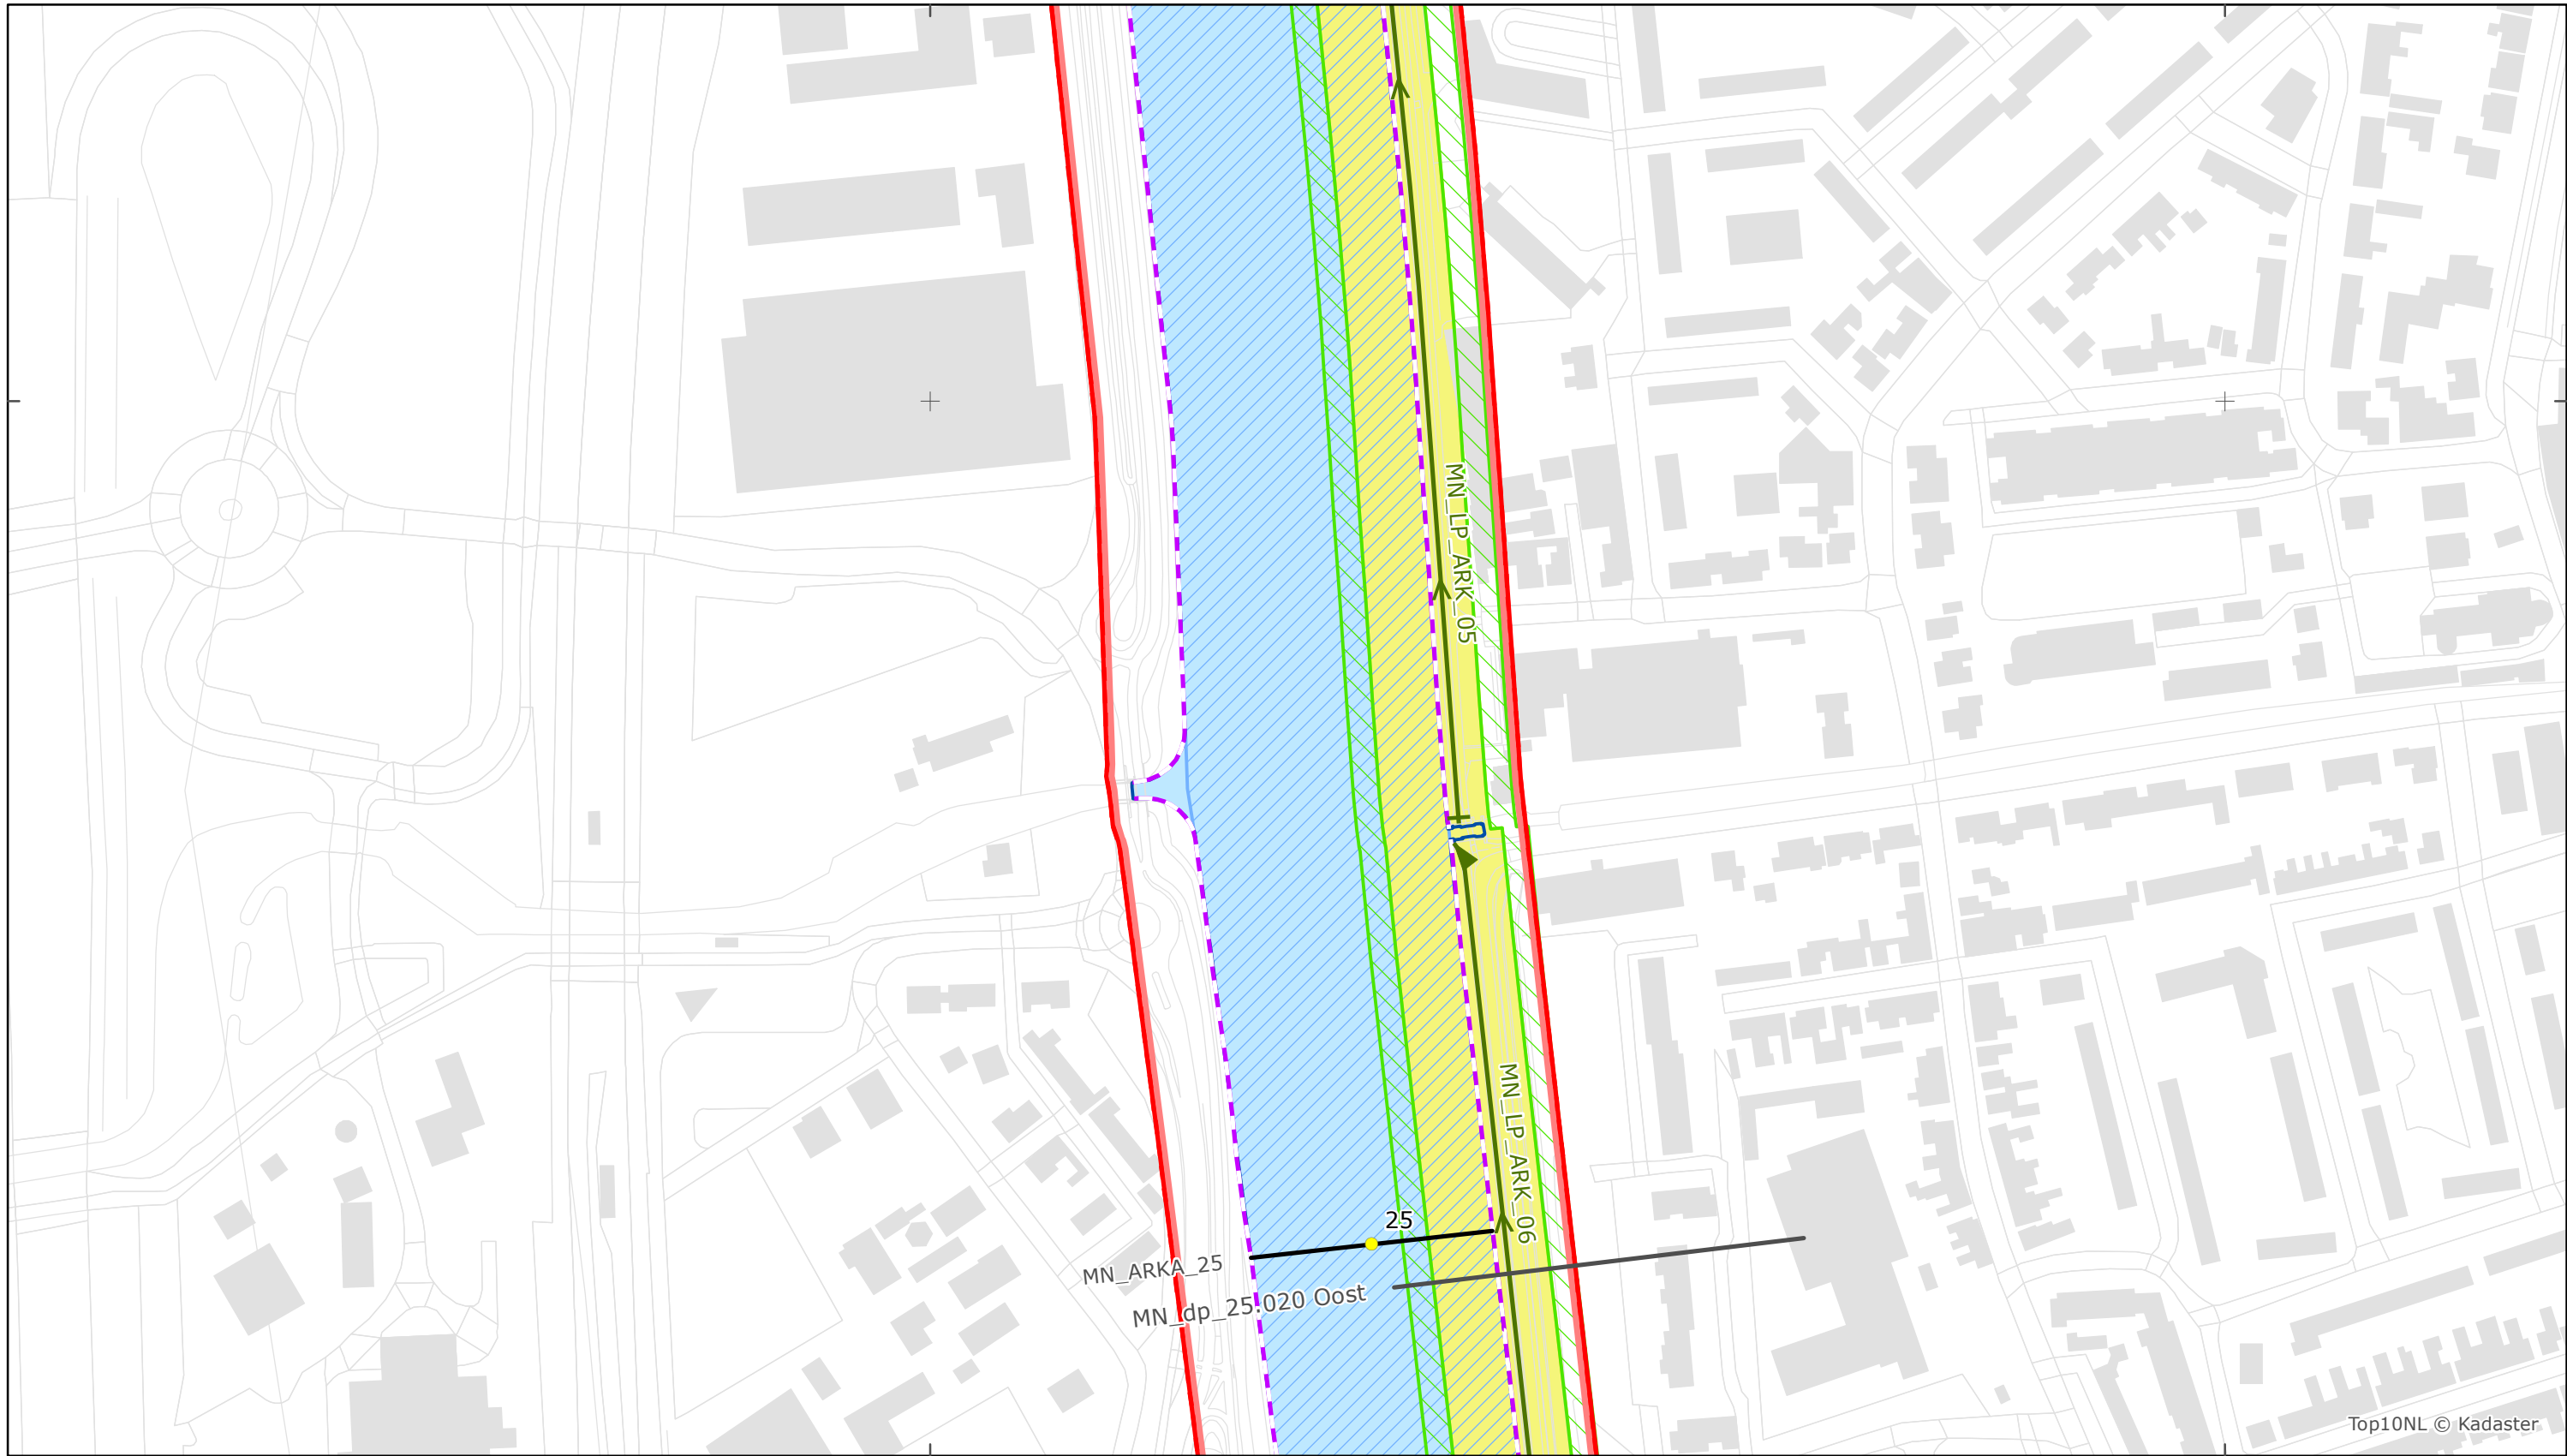 MN_LP_ARK_05
MN_LP_ARK_06
25
MN_ARKA_25
MN_dp_25.020 Oost
Top10NL © Kadaster